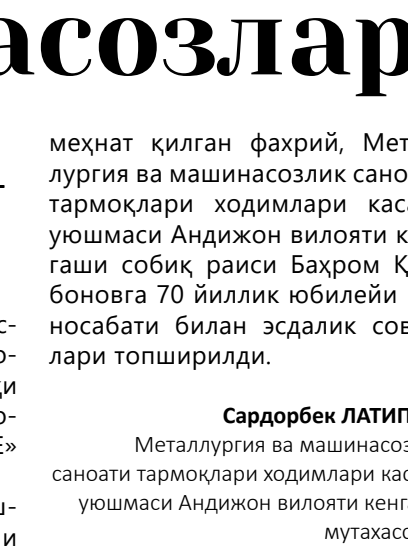 асозлар
меҳнат қилган фахрий, Мет
лургия ва машинасозлик сано
тармоқлари ходимлари каса
уюшмаси Андижон вилояти к
гаши собиқ раиси Баҳром Қ
боновга 70 йиллик юбилейи
носабати билан эсдалик сов
лари топширилди.
Сардорбек ЛАТИП
Металлургия ва машинасоз
саноати тармоқлари ходимлари кас
уюшмаси Андижон вилояти кенга
мутахасс